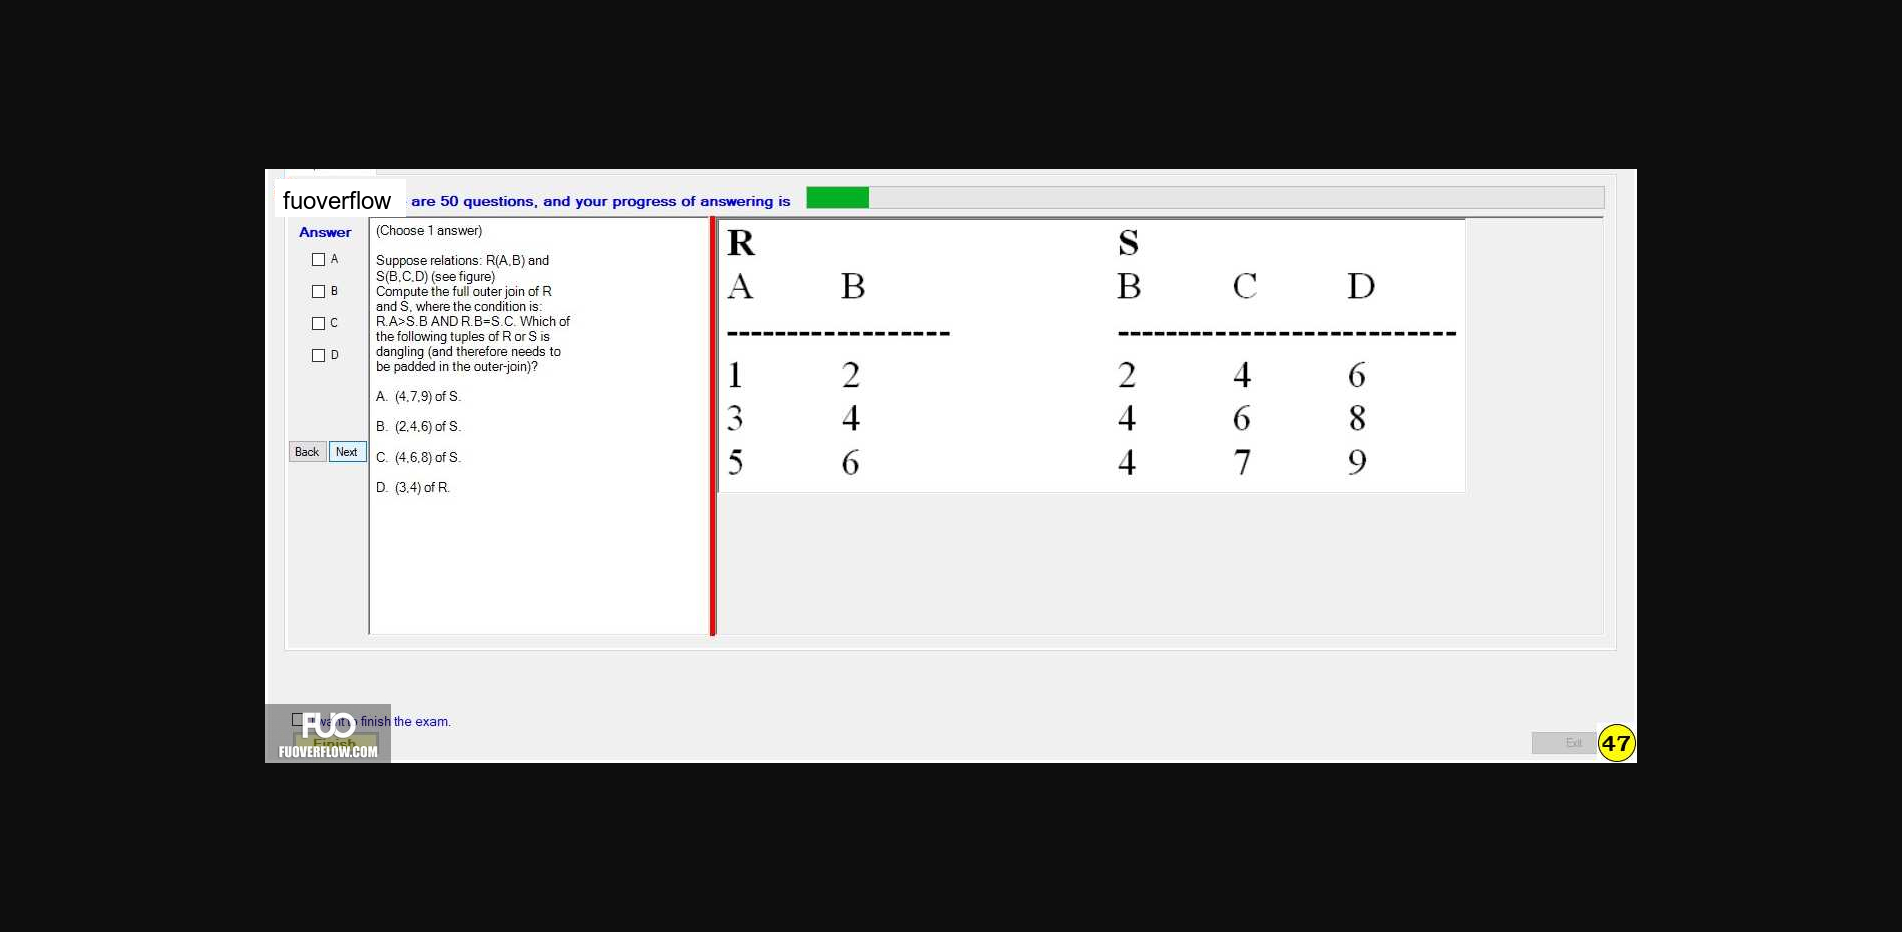 fuoverflow are 50 questions, and your progress of answering is
Answer
A
B
C
D
Back Next
(Choose 1 answer)
Suppose relations: R(A,B) and
S(B,C,D) (see figure)
Compute the full outer join of R
and S, where the condition is:
R.A>S.B AND R.B=S.C. Which of
the following tuples of R or S is
dangling (and therefore needs to
be padded in the outer-join)?
A. (4,7,9) of S.
B. (2,4,6) of S.
C. (4,6,8) of S.
D. (3,4) of R.
R S
A B B C D
------------------- -----------------------------
1 2 2 4 6
3 4 4 6 8
5 6 4 7 9
I want to finish the exam.
Finish
FUO
FUOVERFLOW.COM
Exit
47